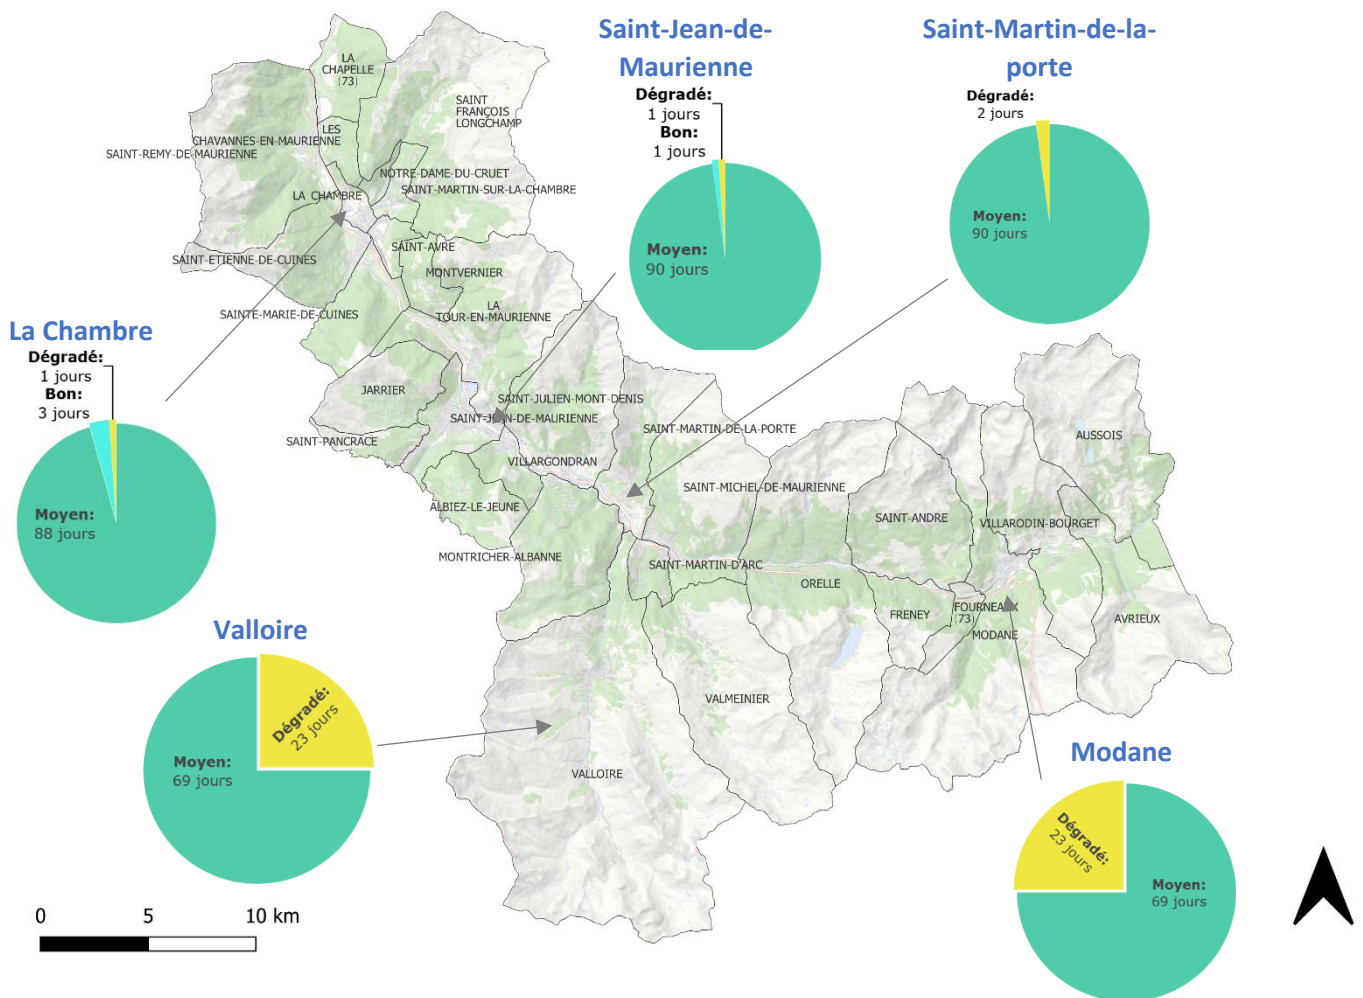 Saint-Jean-de-
Maurienne
Dégradé:
1 jours
Bon:
1 jours
Moyen:
90 jours
Saint-Martin-de-la-
porte
Dégradé:
2 jours
Moyen:
90 jours
LA
CHAPELLE
(73)
SAINT
FRANÇOIS
LONGCHAMP
LES
CHAVANNES-EN-MAURIENNE
SAINT-REMY-DE-MAURIENNE
NOTRE-DAME-DU-CRUET
SAINT-MARTIN-SUR-LA-CHAMBRE
LA CHAMBRE
SAINT-AVRE
SAINT-ETIENNE-DE-CUINES
MONTVERNIER
SAINTE-MARIE-DE-CUINES
LA
TOUR-EN-MAURIENNE
La Chambre
Dégradé:
1 jours
Bon:
3 jours
Moyen:
88 jours
JARRIER
SAINT-JULIEN-MONT-DENIS
SAINT-JEAN-DE-MAURIENNE
SAINT-MARTIN-DE-LA-PORTE
SAINT-PANCRACE
VILLARGONDRAN
AUSSOIS
SAINT-MICHEL-DE-MAURIENNE
ALBIEZ-LE-JEUNE
SAINT-ANDRE
VILLARODIN-BOURGET
MONTRICHER-ALBANNE
SAINT-MARTIN-D'ARC
ORELLE
FRENEY
FOURNEAUX
(73)
MODANE
AVRIEUX
VALMEINIER
VALLOIRE
Valloire
Dégradé:
23 jours
Moyen:
69 jours
Modane
Dégradé:
23 jours
Moyen:
69 jours
0 5 10 km